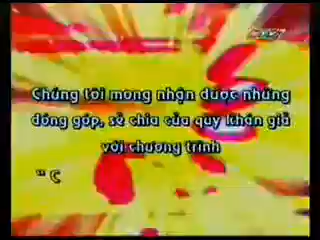 Chúng tôi mong nhận được những
đóng góp, sẻ chia của quý khán giả
với chương trình
" C